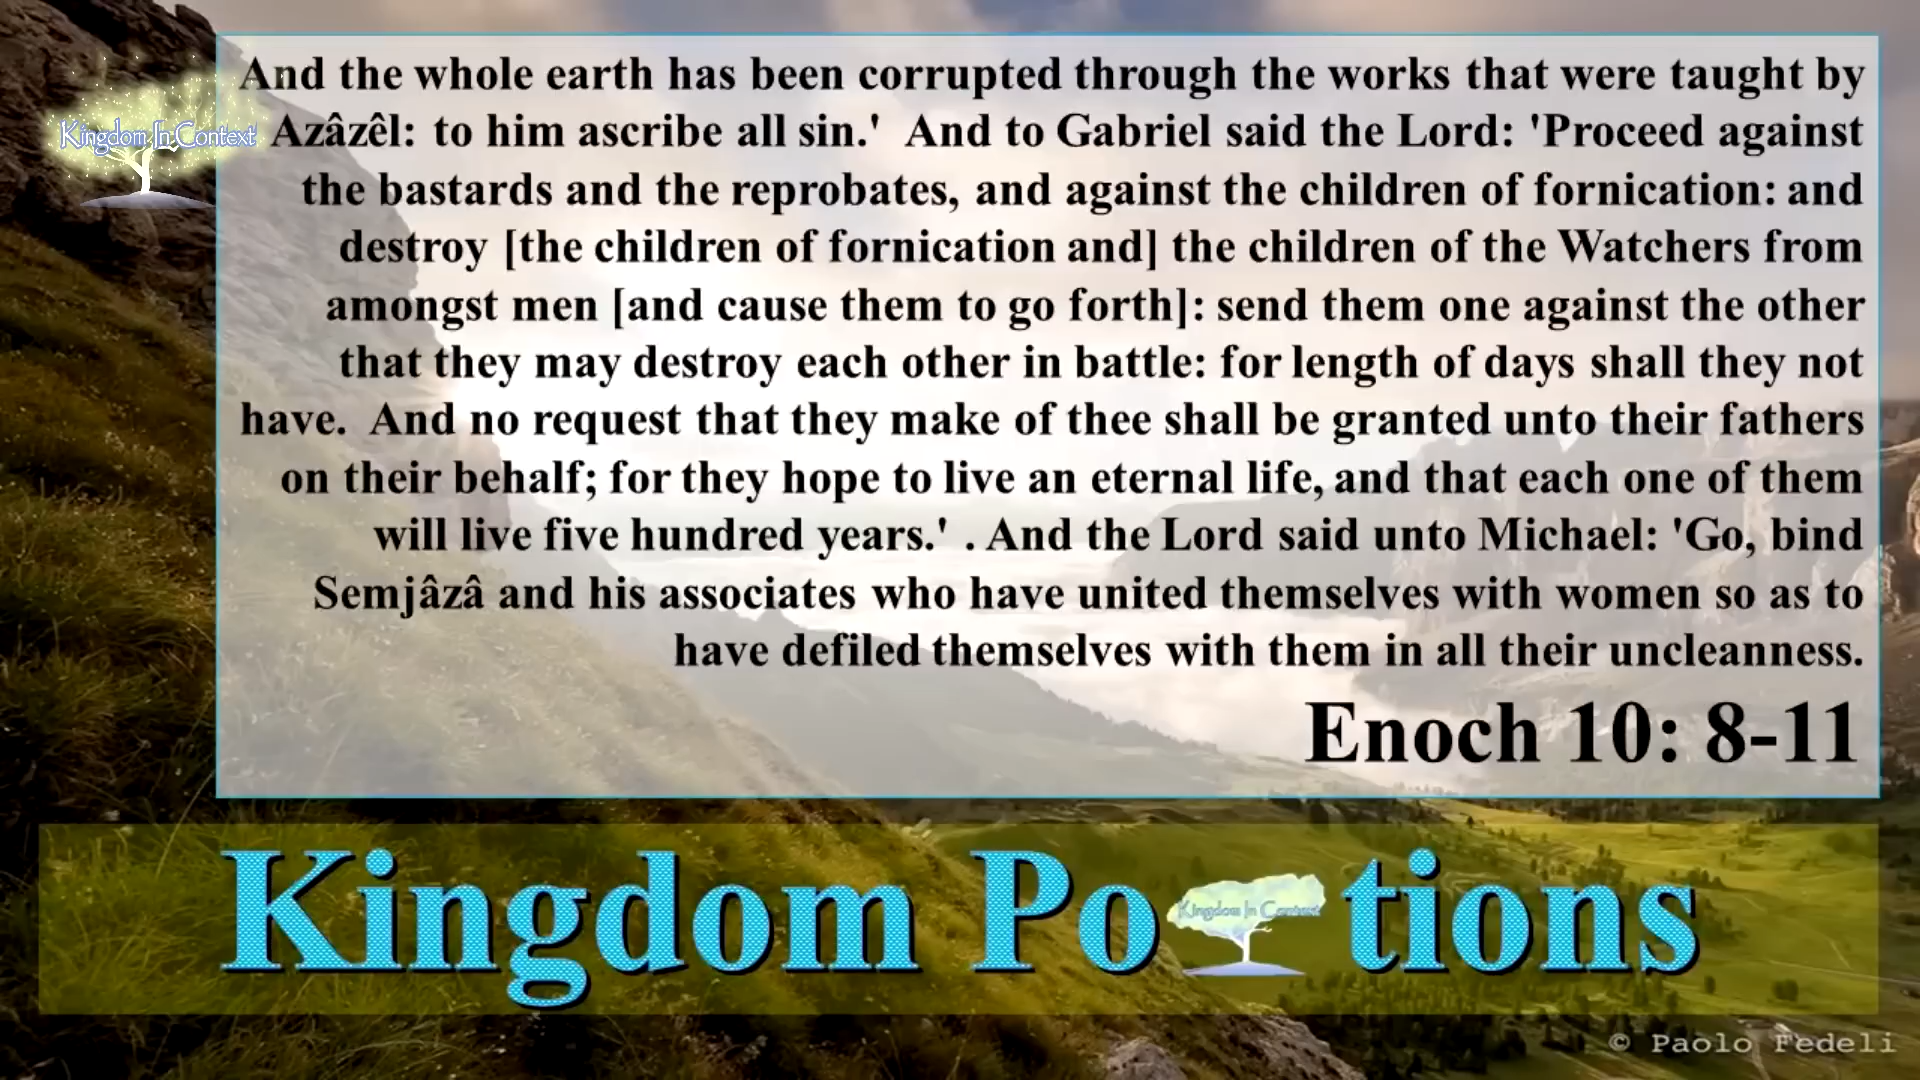 And the whole earth has been corrupted through the works that were taught by
Kingdom In Context
Azâzêl: to him ascribe all sin.' And to Gabriel said the Lord: 'Proceed against
the bastards and the reprobates, and against the children of fornication: and
destroy [the children of fornication and] the children of the Watchers from
amongst men [and cause them to go forth]: send them one against the other
that they may destroy each other in battle: for length of days shall they not
have. And no request that they make of thee shall be granted unto their fathers
on their behalf; for they hope to live an eternal life, and that each one of them
will live five hundred years.' . And the Lord said unto Michael: 'Go, bind
Semjâzâ and his associates who have united themselves with women so as to
have defiled themselves with them in all their uncleanness.
Enoch 10: 8-11
Kingdom Po tions
Kingdom In Context
© Paolo Fedeli